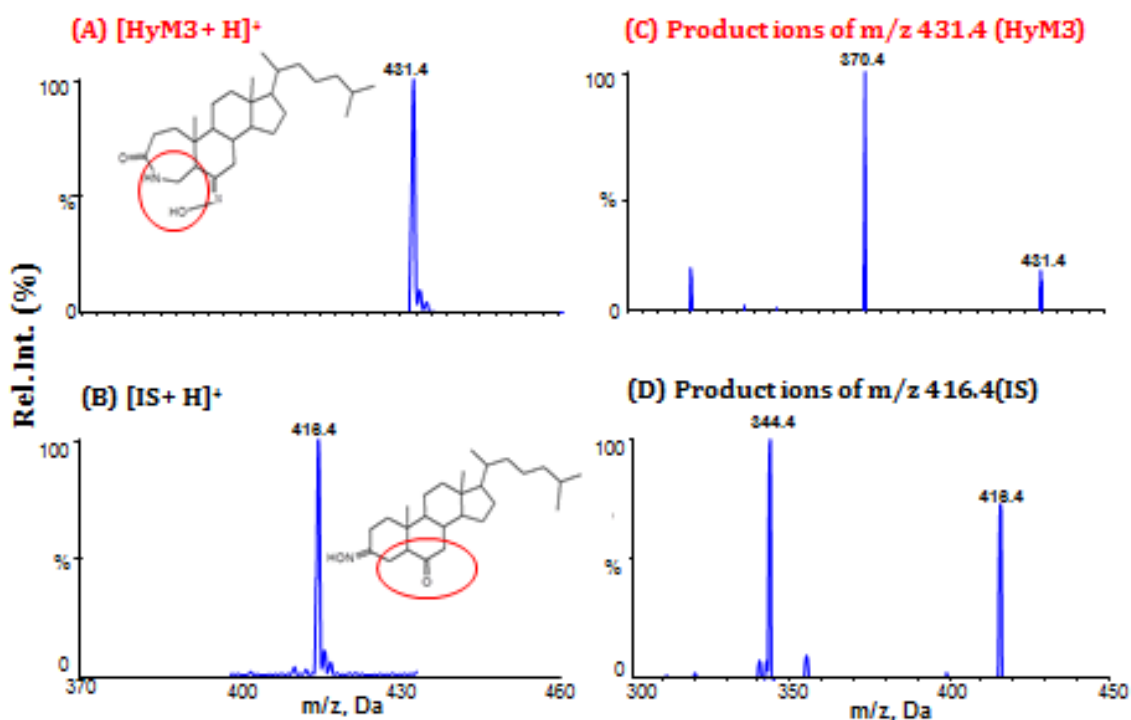 (A) [HyM3 + H]+
431.4
100
%
0
O
HN
HO
N
(C) Product ions of m/z 431.4 (HyM3)
370.4
100
%
0
431.4
Rel.Int. (%)
(B) [IS+ H]+
416.4
100
%
0
HON
O
370 400 430 460
m/z, Da
(D) Product ions of m/z 416.4(IS)
344.4
100
%
0
416.4
300 350 400 450
m/z, Da